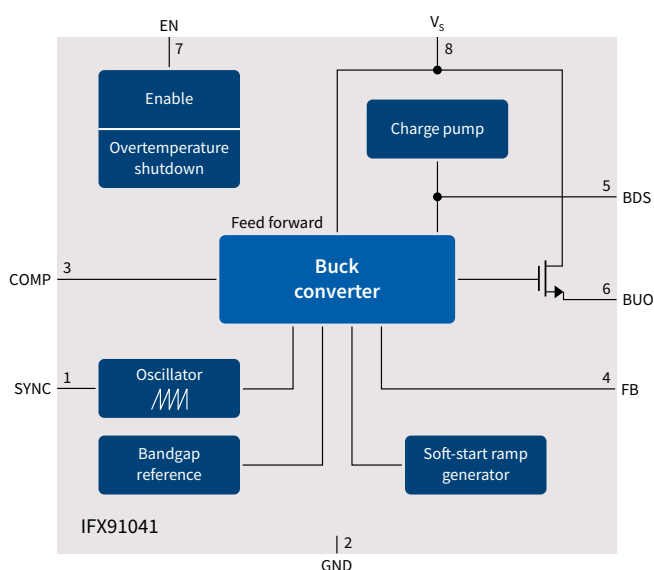 EN
7
V_S
8
Enable
Overtemperature
shutdown
Charge pump
5
BDS
Feed forward
Buck
converter
COMP
3
6
BUO
SYNC
1
Oscillator
4
FB
Bandgap
reference
Soft-start ramp
generator
IFX91041
2
GND